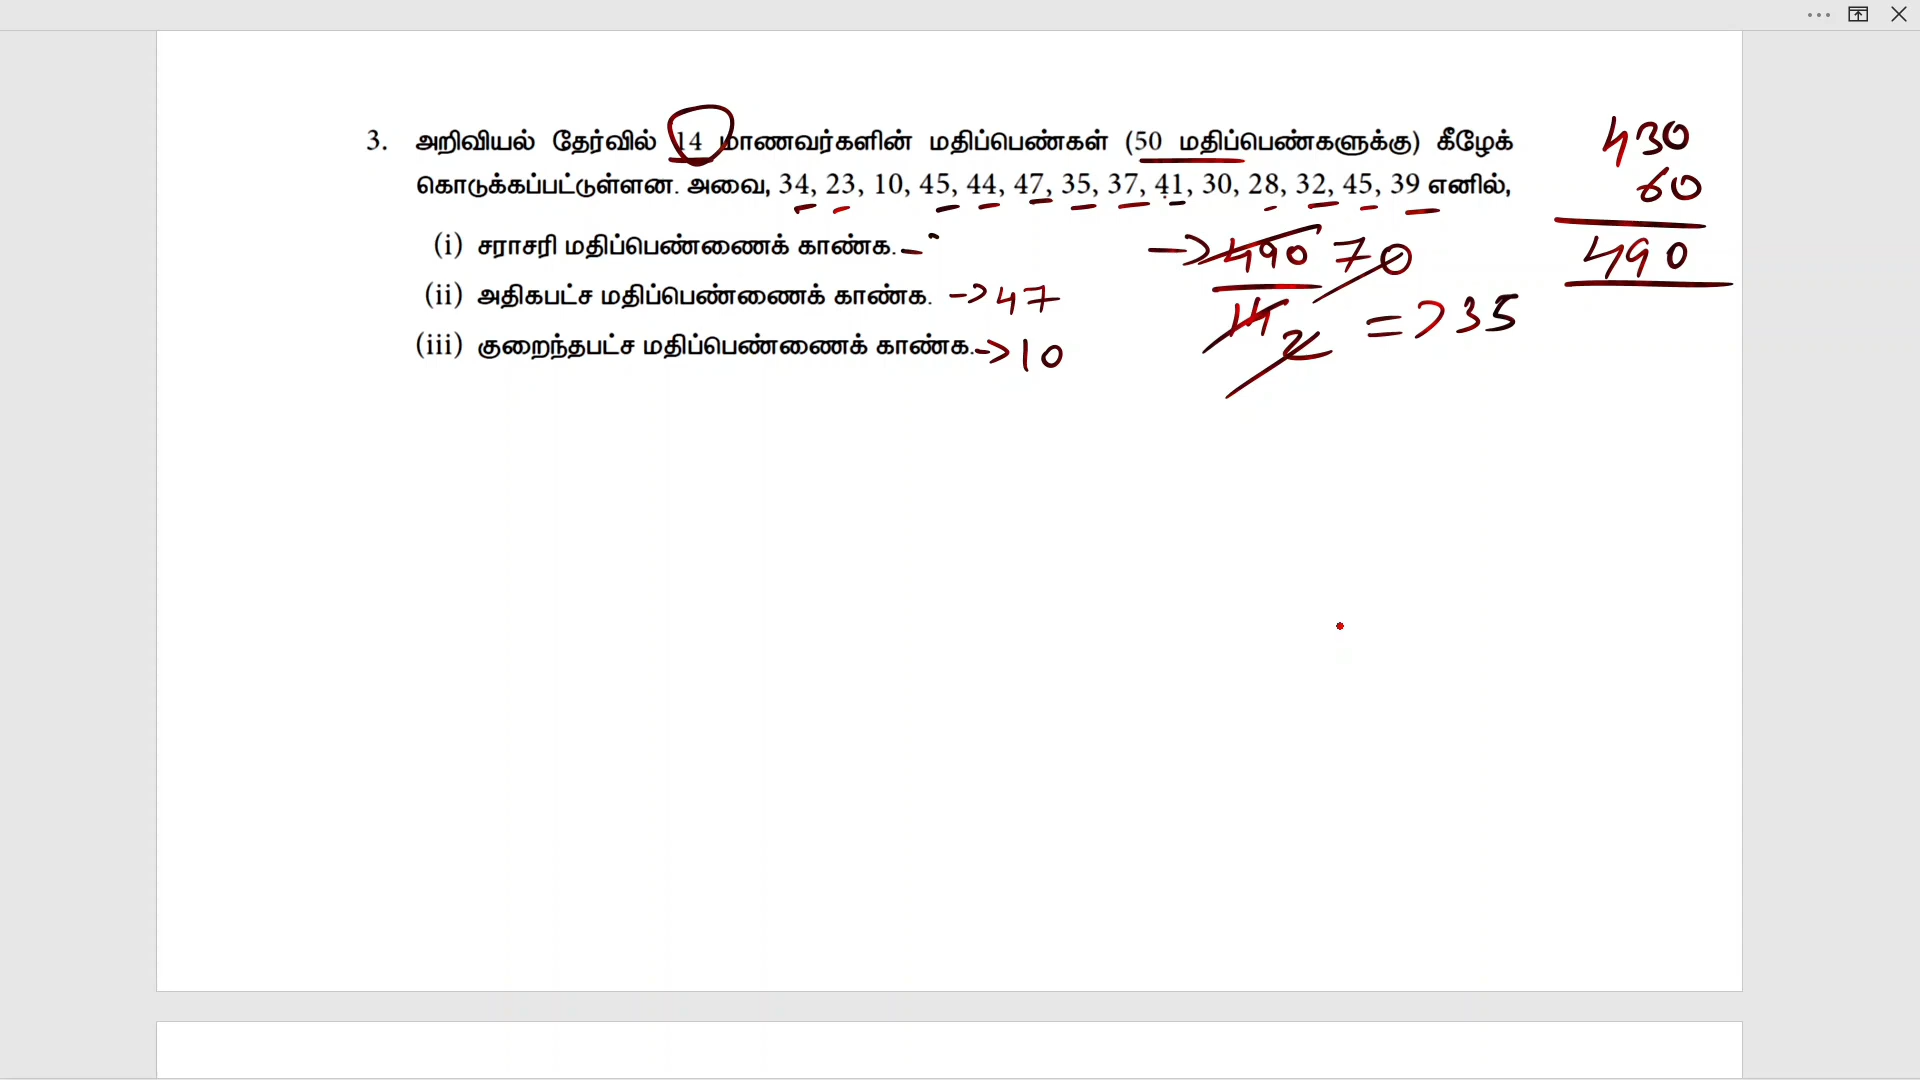 3. அறிவியல் தேர்வில் 14 மாணவர்களின் மதிப்பெண்கள் (50 மதிப்பெண்களுக்கு) கீழேக்
கொடுக்கப்பட்டுள்ளன. அவை, 34, 23, 10, 45, 44, 47, 35, 37, 41, 30, 28, 32, 45, 39 எனில்,
(i) சராசரி மதிப்பெண்ணைக் காண்க.
(ii) அதிகபட்ச மதிப்பெண்ணைக் காண்க. → 47
(iii) குறைந்தபட்ச மதிப்பெண்ணைக் காண்க. → 10
→ 490 70
14 2 => 35
430
60
490